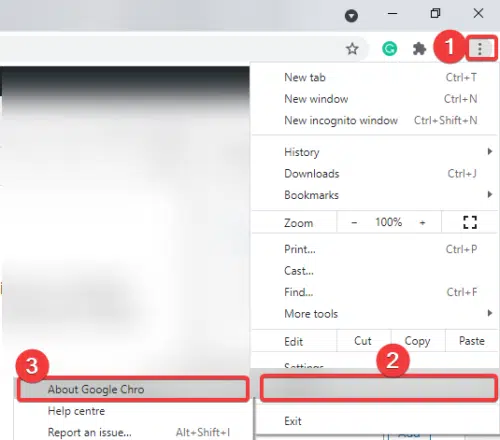 1
New tab Ctrl+T
New window Ctrl+N
New incognito window Ctrl+Shift+N
History
Downloads Ctrl+J
Bookmarks
Zoom − 100% +
Print... Ctrl+P
Cast...
Find... Ctrl+F
More tools
Edit Cut Copy Paste
Settings
2
3
About Google Chro
Help centre
Report an issue... Alt+Shift+I
Exit
Add